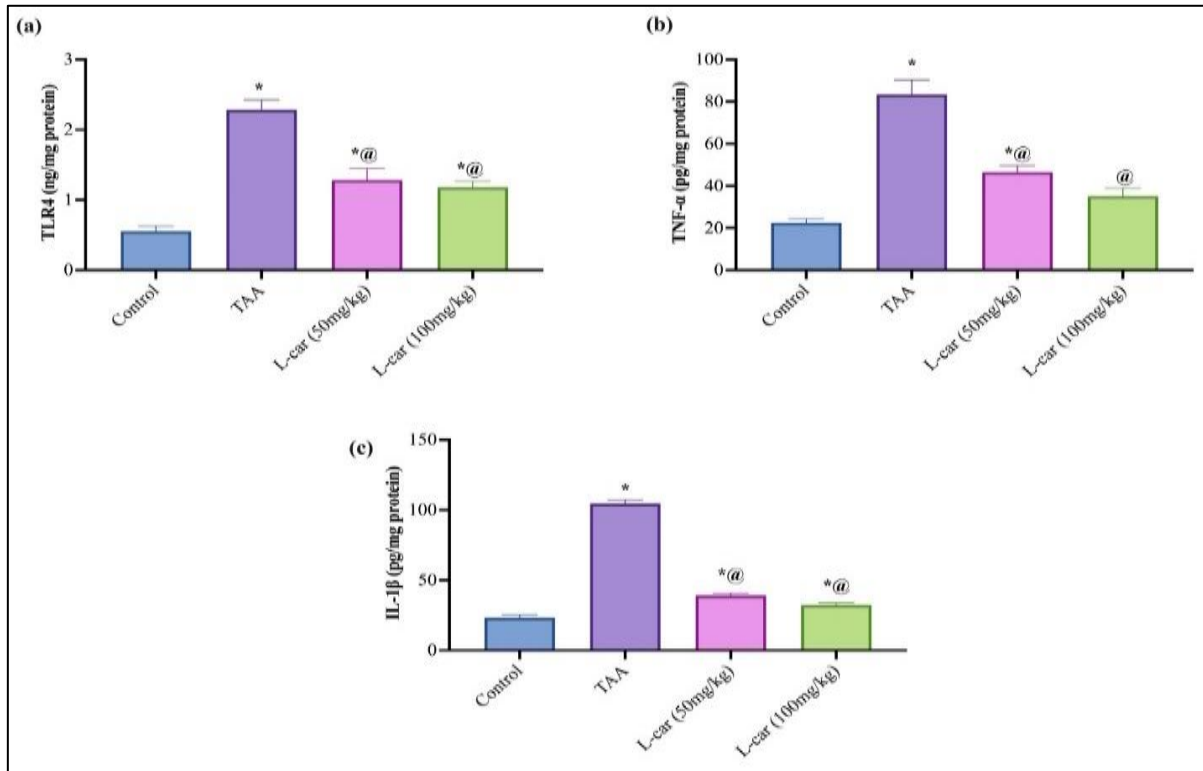 (a)
TLR4 (ng/mg protein)
3
2
1
0
*
*@
*@
Control
TAA
L-car (50mg/kg)
L-car (100mg/kg)
(b)
TNF-α (pg/mg protein)
100
80
60
40
20
0
*
*@
@
Control
TAA
L-car (50mg/kg)
L-car (100mg/kg)
(c)
IL-1β (pg/mg protein)
150
100
50
0
*
*@
*@
Control
TAA
L-car (50mg/kg)
L-car (100mg/kg)